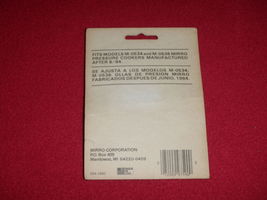 FITS MODELS M-0534 and M-0536 MIRRO
PRESSURE COOKERS MANUFACTURED
AFTER 6/84.
SE AJUSTA A LOS MODELOS M-0534,
M-0536 OLLAS DE PRESION MIRRO
FABRICADOS DESPUES DE JUNIO, 1984.
MIRRO CORPORATION
P.O. Box 409
Manitowoc, WI 54220-0409